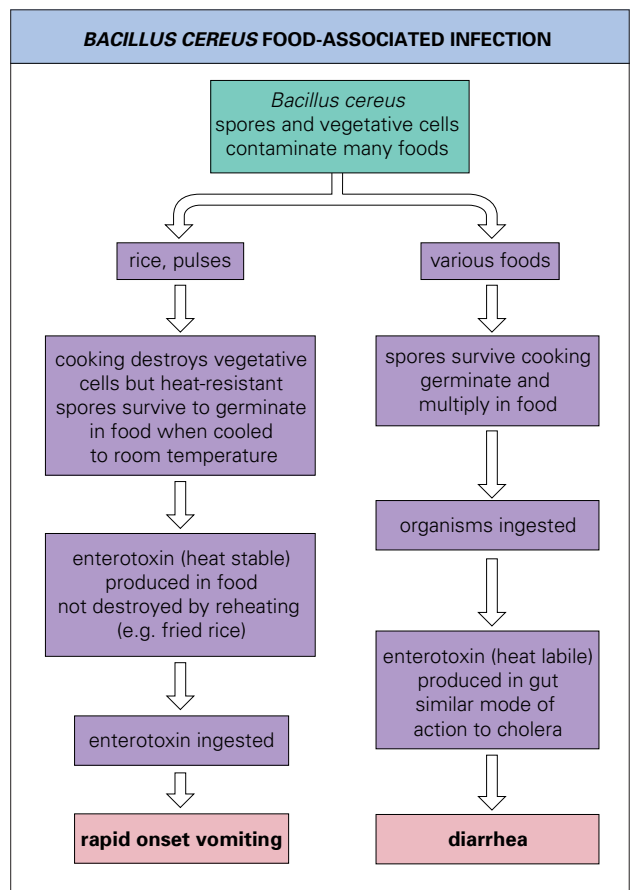 BACILLUS CEREUS FOOD-ASSOCIATED INFECTION
Bacillus cereus
spores and vegetative cells
contaminate many foods
rice, pulses
cooking destroys vegetative
cells but heat-resistant
spores survive to germinate
in food when cooled
to room temperature
enterotoxin (heat stable)
produced in food
not destroyed by reheating
(e.g. fried rice)
enterotoxin ingested
rapid onset vomiting
various foods
spores survive cooking
germinate and
multiply in food
organisms ingested
enterotoxin (heat labile)
produced in gut
similar mode of
action to cholera
diarrhea